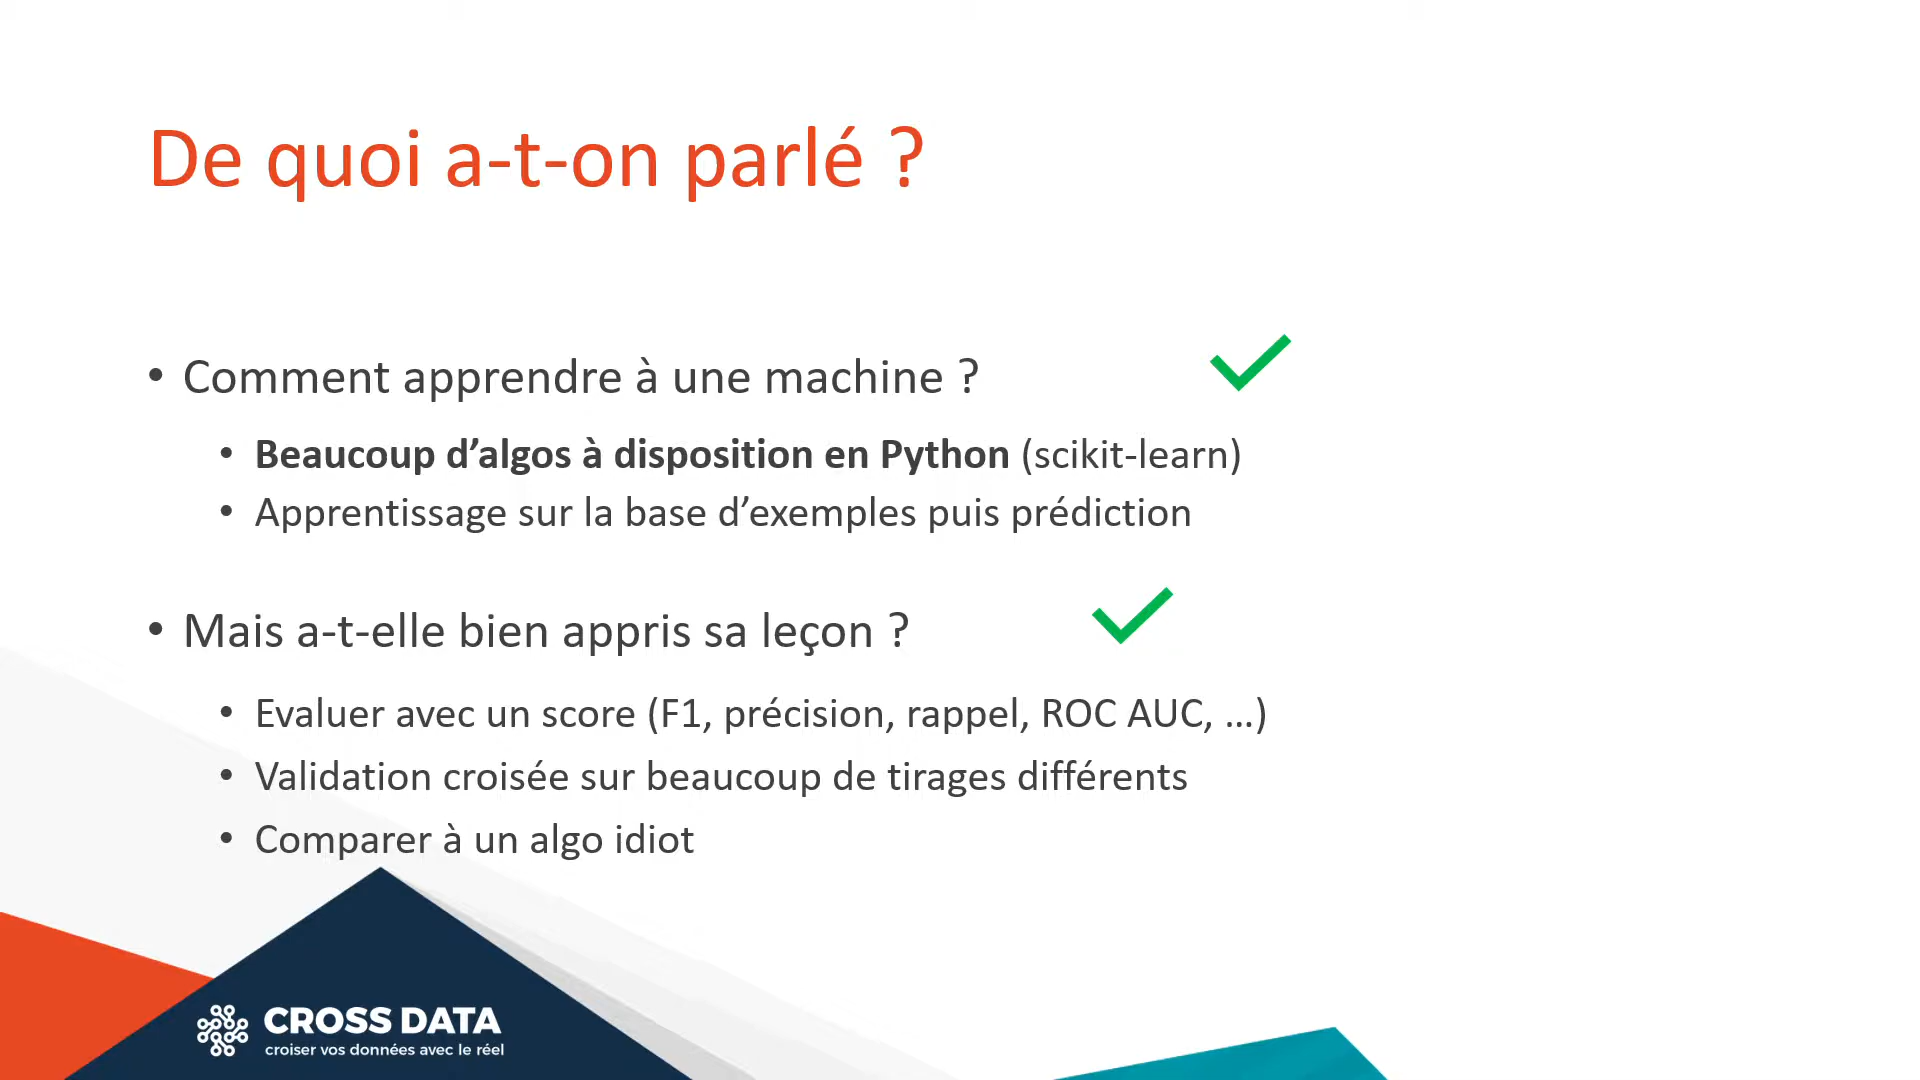 De quoi a-t-on parlé ?
• Comment apprendre à une machine ?
• Beaucoup d’algos à disposition en Python (scikit-learn)
• Apprentissage sur la base d’exemples puis prédiction
• Mais a-t-elle bien appris sa leçon ?
• Evaluer avec un score (F1, précision, rappel, ROC AUC, …)
• Validation croisée sur beaucoup de tirages différents
• Comparer à un algo idiot
CROSS DATA
croiser vos données avec le réel